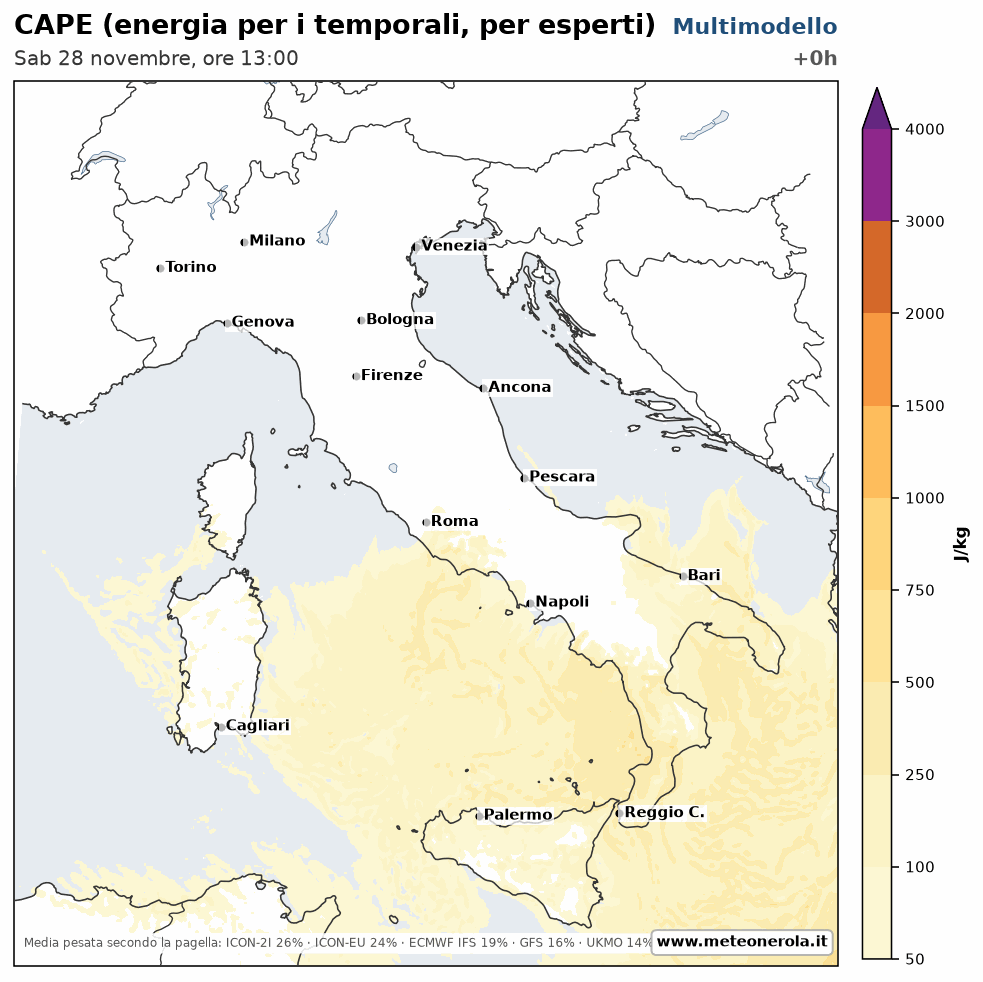 CAPE (energia per i temporali, per esperti) Multimodello
Sab 28 novembre, ore 13:00 +0h
4000
3000
2000
1500
1000
750
500
250
100
50
J/kg
Milano
Venezia
Torino
Genova
Bologna
Firenze
Ancona
Pescara
Roma
Bari
Napoli
Cagliari
Palermo
Reggio C.
Media pesata secondo la pagella: ICON-2I 26% · ICON-EU 24% · ECMWF IFS 19% · GFS 16% · UKMO 14%
www.meteonerola.it